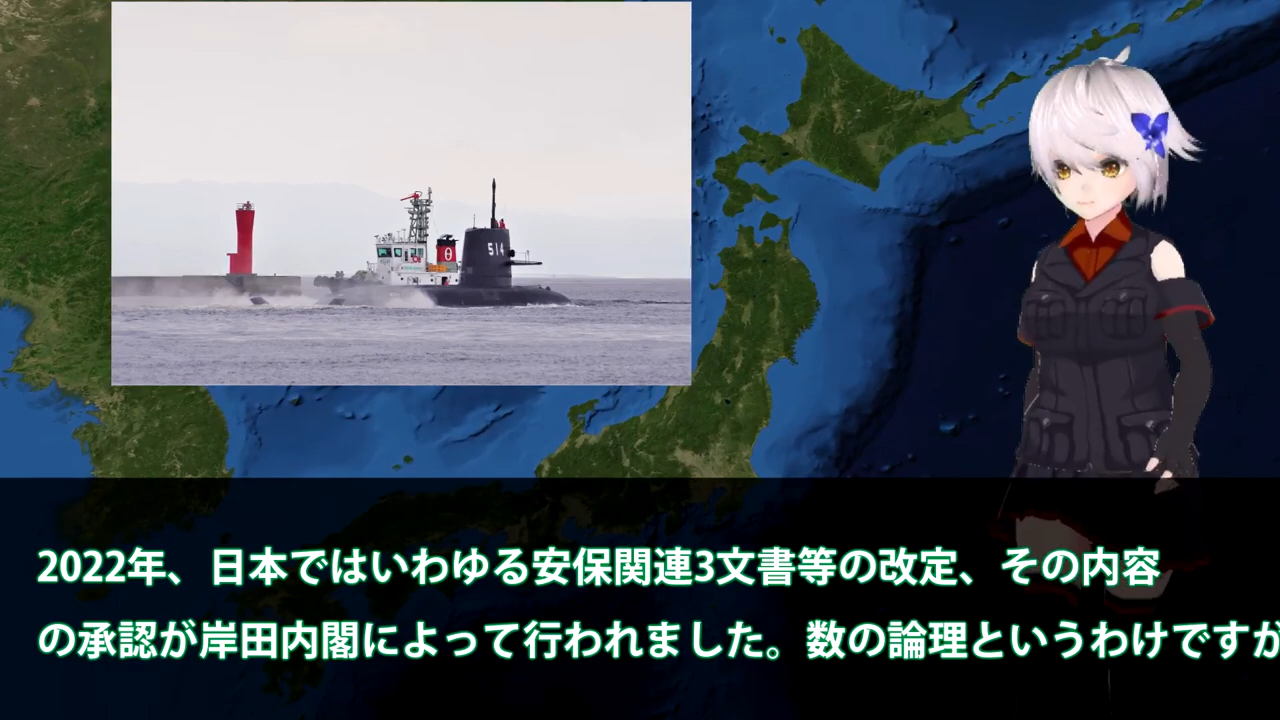 514
2022年、日本ではいわゆる安保関連3文書等の改定、その内容
の承認が岸田内閣によって行われました。数の論理というわけですが